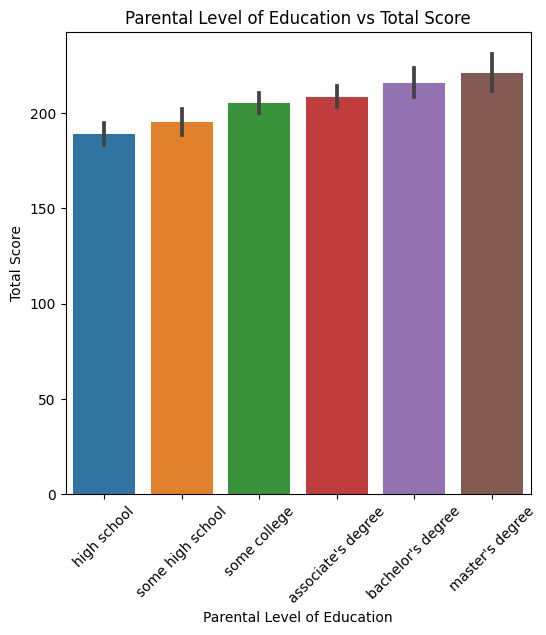 Parental Level of Education vs Total Score
Total Score
200
150
100
50
0
high school
some high school
some college
associate's degree
bachelor's degree
master's degree
Parental Level of Education